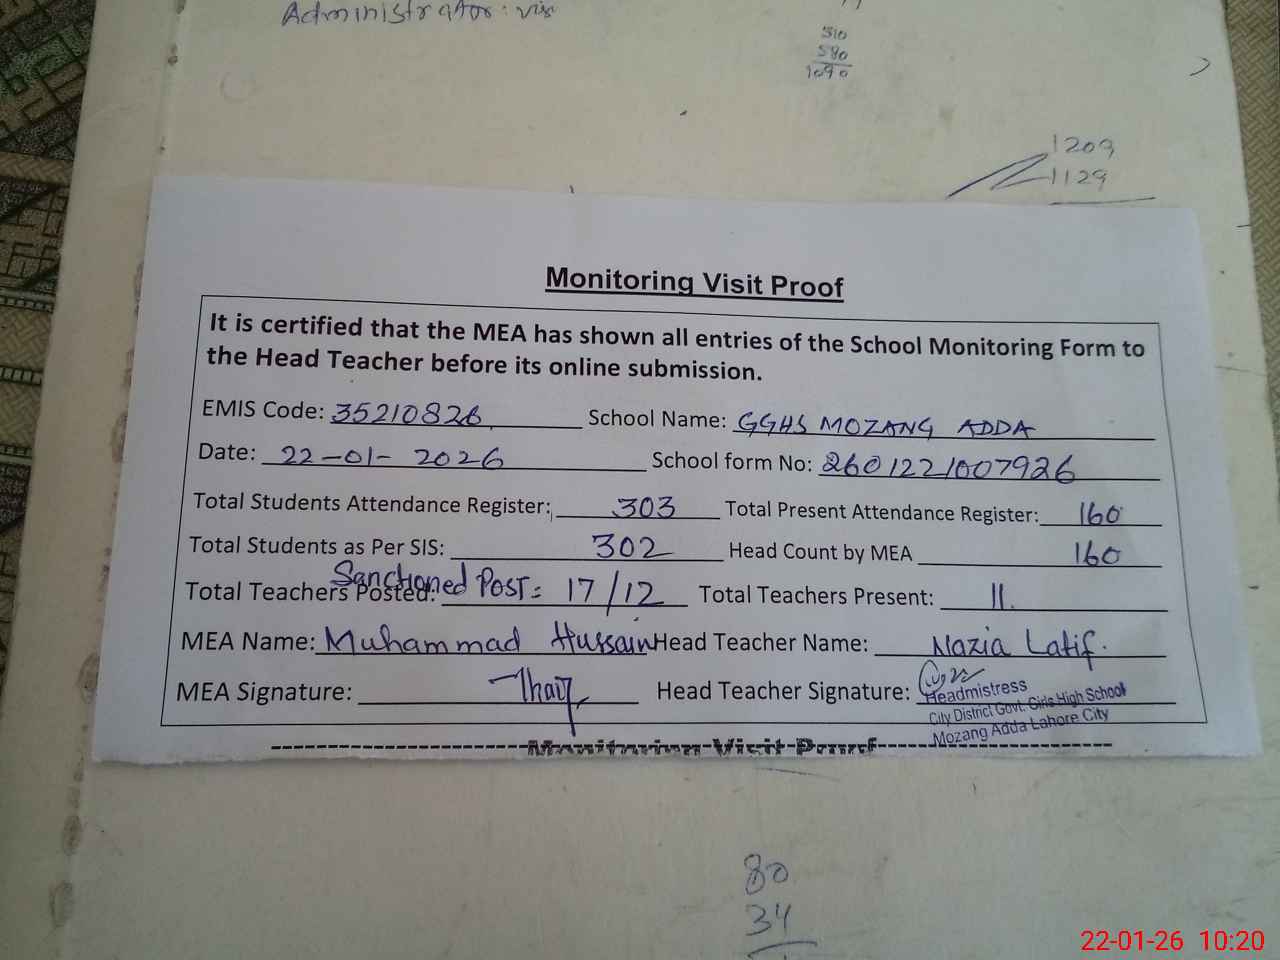 Administrator:
510
580
1090
1209
1129
Monitoring Visit Proof
It is certified that the MEA has shown all entries of the School Monitoring Form to
the Head Teacher before its online submission.
EMIS Code: 35210826 School Name: GGHS MOZANG ADDA
Date: 22-01-2026 School form No: 2601221007926
Total Students Attendance Register: 303 Total Present Attendance Register: 160
Total Students as Per SIS: 302 Head Count by MEA 160
Sanctioned Post =
Total Teachers Posted: 17/12 Total Teachers Present: 11.
MEA Name: Muhammad Hussain Head Teacher Name: Nazia Latif.
MEA Signature: Head Teacher Signature:
Headmistress
City District Govt. Girls High School
Mozang Adda Lahore City
Monitoring Visit Proof
80
34
22-01-26 10:20